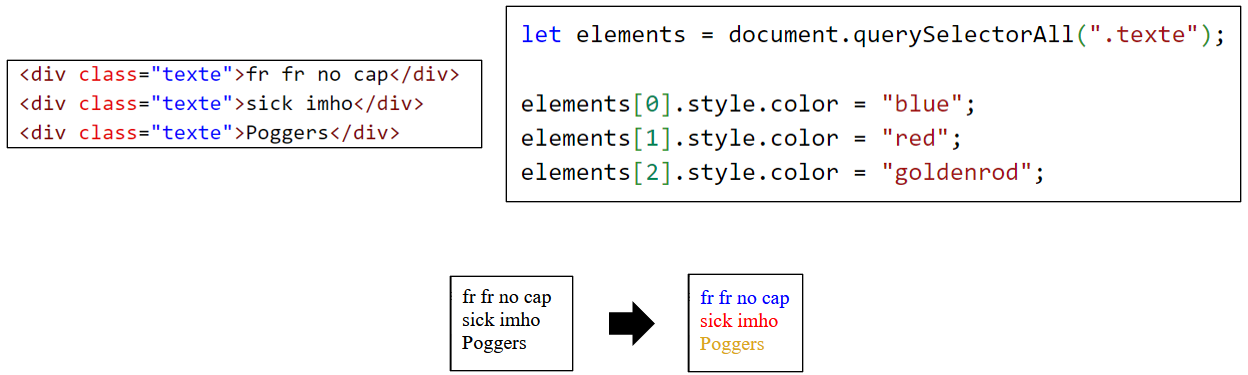 <div class="texte">fr fr no cap</div>
<div class="texte">sick imho</div>
<div class="texte">Poggers</div>
let elements = document.querySelectorAll(".texte");
elements[0].style.color = "blue";
elements[1].style.color = "red";
elements[2].style.color = "goldenrod";
fr fr no cap
sick imho
Poggers
fr fr no cap
sick imho
Poggers